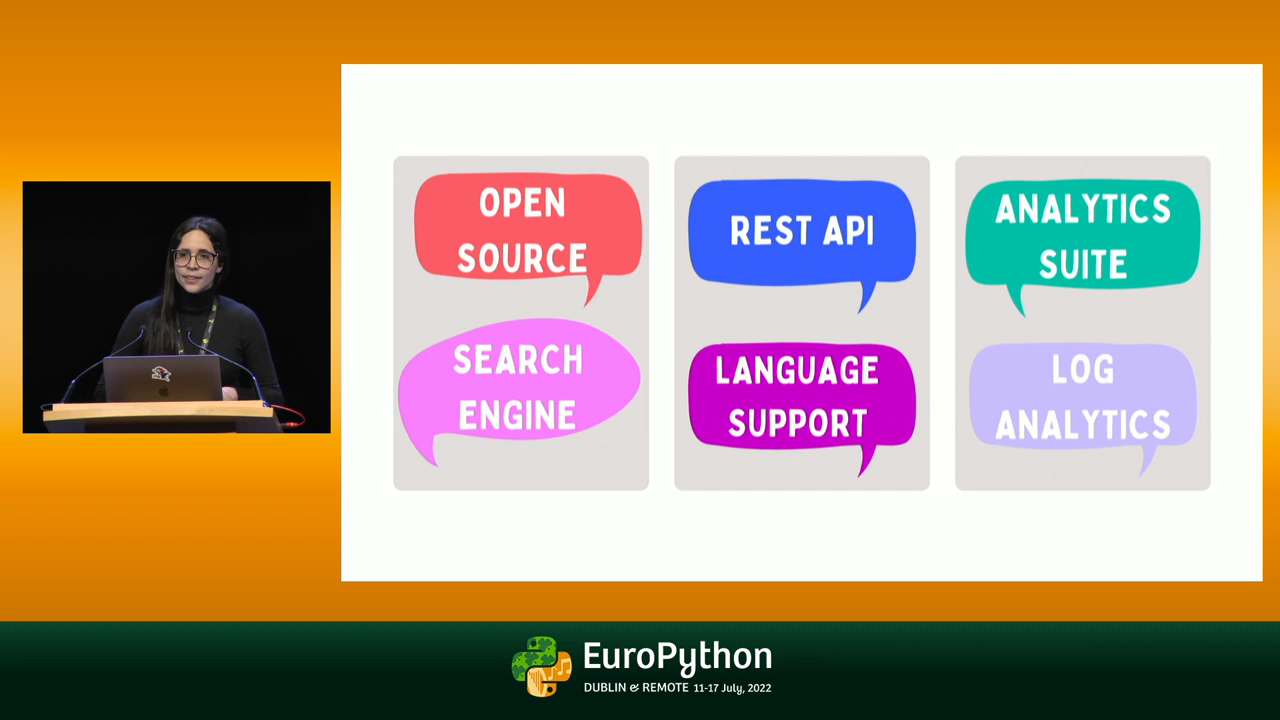 OPEN
SOURCE
SEARCH
ENGINE
REST API
LANGUAGE
SUPPORT
ANALYTICS
SUITE
LOG
ANALYTICS
EuroPython
DUBLIN & REMOTE 11-17 July, 2022